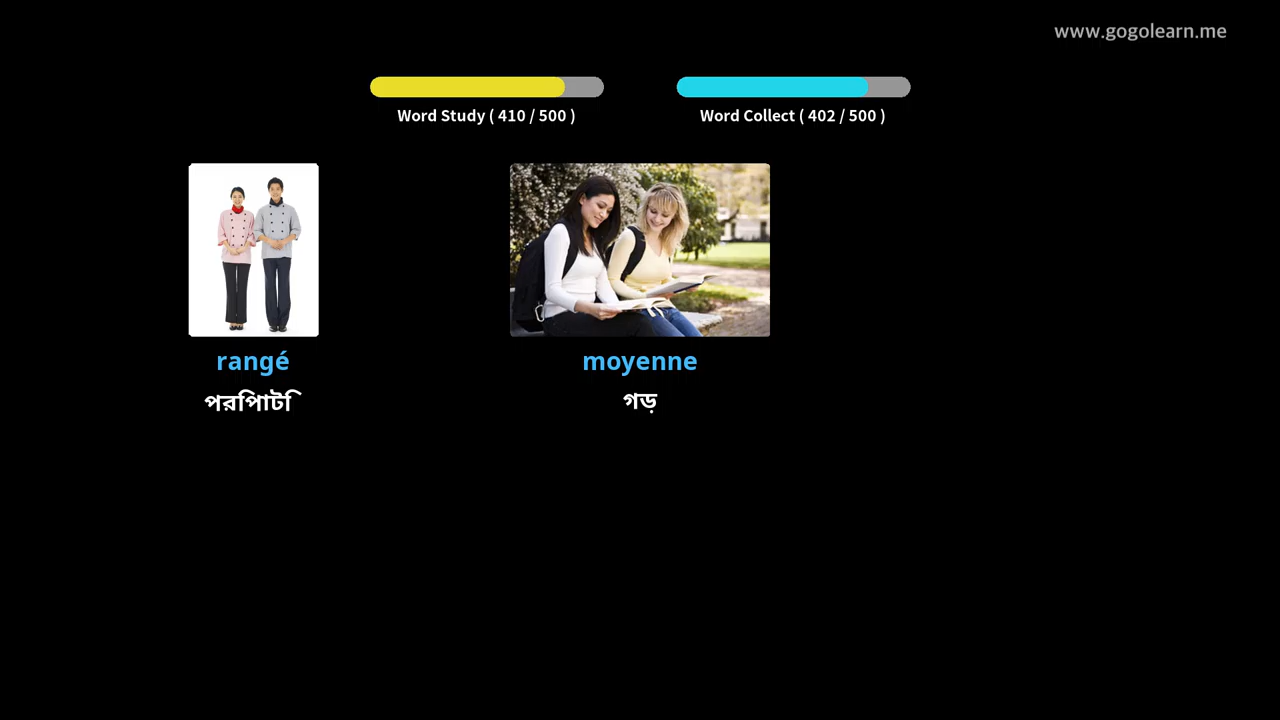 www.gogolearn.me
Word Study ( 410 / 500 )
Word Collect ( 402 / 500 )
rangé
moyenne
পরিপাটি
গড়